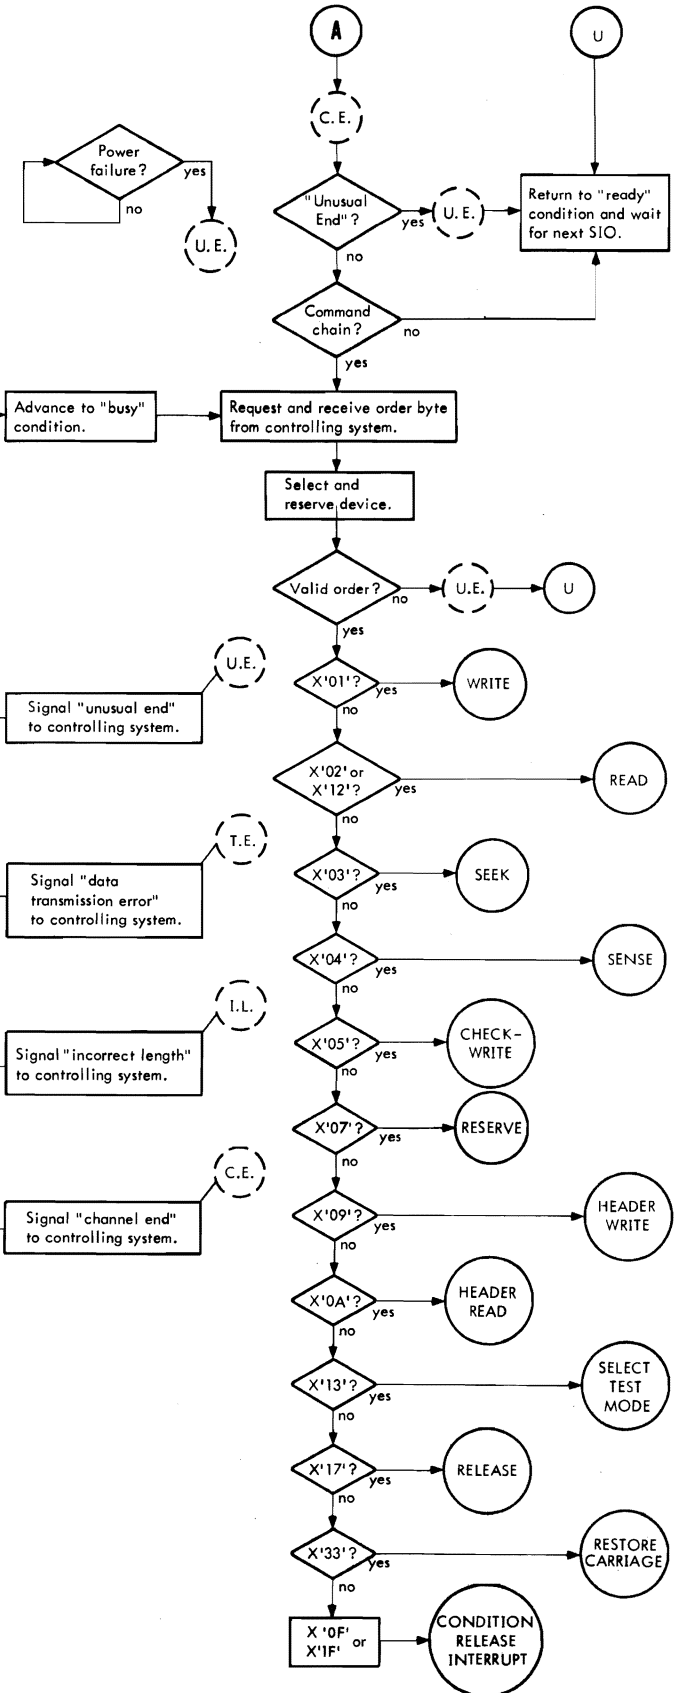 A
U
C.E.
Power
failure?
yes
no
U.E.
"Unusual
End"?
yes
U.E.
no
Return to "ready"
condition and wait
for next SIO.
Command
chain?
no
yes
Advance to "busy"
condition.
Request and receive order byte
from controlling system.
Select and
reserve device.
Valid order?
no
U.E.
U
yes
U.E.
Signal "unusual end"
to controlling system.
X'01'?
yes
WRITE
no
X'02' or
X'12'?
yes
READ
no
T.E.
Signal "data
transmission error"
to controlling system.
X'03'?
yes
SEEK
no
X'04'?
yes
SENSE
no
I.L.
Signal "incorrect length"
to controlling system.
X'05'?
yes
CHECK-
WRITE
no
X'07'?
yes
RESERVE
no
C.E.
Signal "channel end"
to controlling system.
X'09'?
yes
HEADER
WRITE
no
X'0A'?
yes
HEADER
READ
no
X'13'?
yes
SELECT
TEST
MODE
no
X'17'?
yes
RELEASE
no
X'33'?
yes
RESTORE
CARRIAGE
no
X '0F' or
X'1F'
CONDITION
RELEASE
INTERRUPT